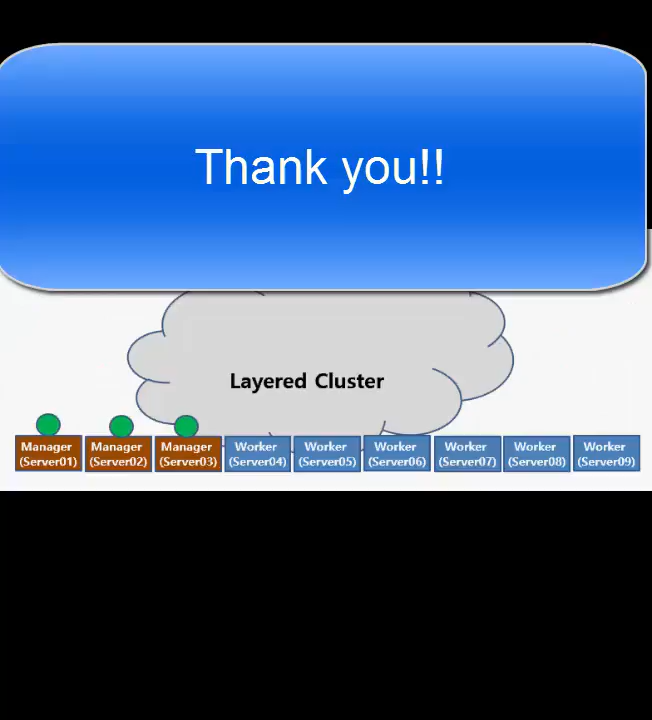 Thank you!!
Layered Cluster
Manager Manager Manager Worker Worker Worker Worker Worker Worker
(Server01) (Server02) (Server03) (Server04) (Server05) (Server06) (Server07) (Server08) (Server09)